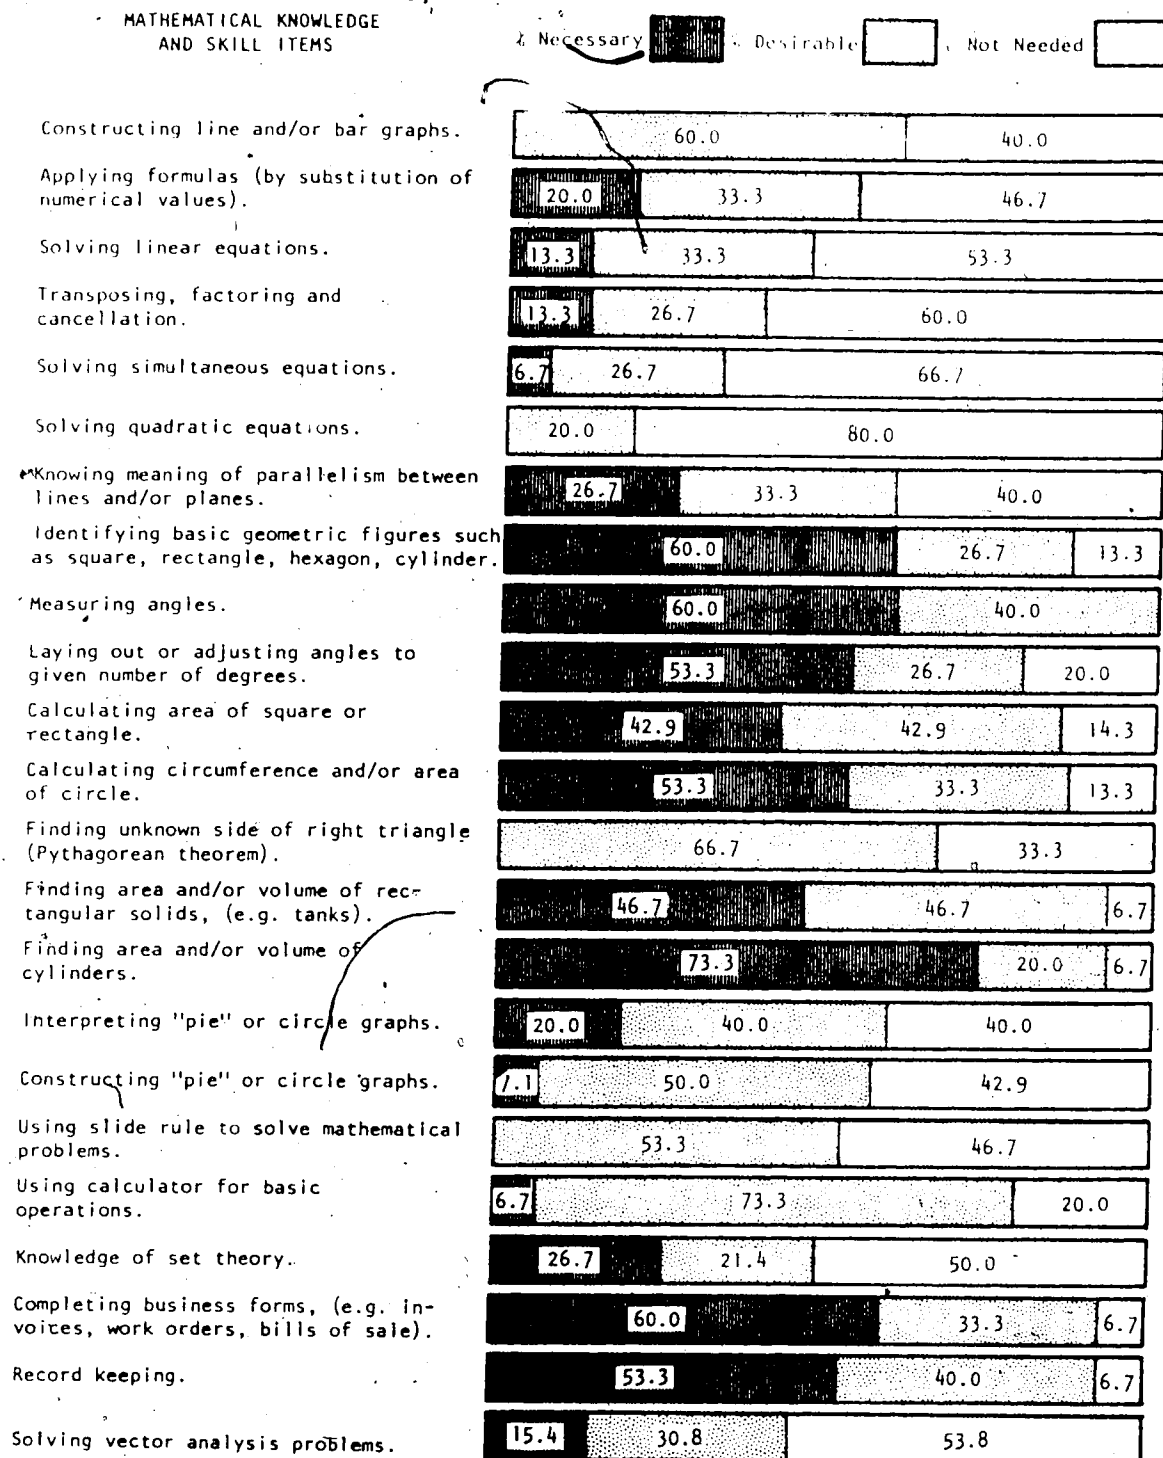 MATHEMATICAL KNOWLEDGE
AND SKILL ITEMS
% Necessary % Desirable Not Needed
Constructing line and/or bar graphs. 60.0 40.0
Applying formulas (by substitution of
numerical values). 20.0 33.3 46.7
Solving linear equations. 13.3 33.3 53.3
Transposing, factoring and
cancellation. 13.3 26.7 60.0
Solving simultaneous equations. 6.7 26.7 66.7
Solving quadratic equations. 20.0 80.0
Knowing meaning of parallelism between
lines and/or planes. 26.7 33.3 40.0
Identifying basic geometric figures such
as square, rectangle, hexagon, cylinder. 60.0 26.7 13.3
Measuring angles. 60.0 40.0
Laying out or adjusting angles to
given number of degrees. 53.3 26.7 20.0
Calculating area of square or
rectangle. 42.9 42.9 14.3
Calculating circumference and/or area
of circle. 53.3 33.3 13.3
Finding unknown side of right triangle
(Pythagorean theorem). 66.7 33.3
Finding area and/or volume of rec-
tangular solids, (e.g. tanks). 46.7 46.7 6.7
Finding area and/or volume of
cylinders. 73.3 20.0 6.7
Interpreting "pie" or circle graphs. 20.0 40.0 40.0
Constructing "pie" or circle graphs. 7.1 50.0 42.9
Using slide rule to solve mathematical
problems. 53.3 46.7
Using calculator for basic
operations. 6.7 73.3 20.0
Knowledge of set theory. 26.7 21.4 50.0
Completing business forms, (e.g. in-
voices, work orders, bills of sale). 60.0 33.3 6.7
Record keeping. 53.3 40.0 6.7
Solving vector analysis problems. 15.4 30.8 53.8